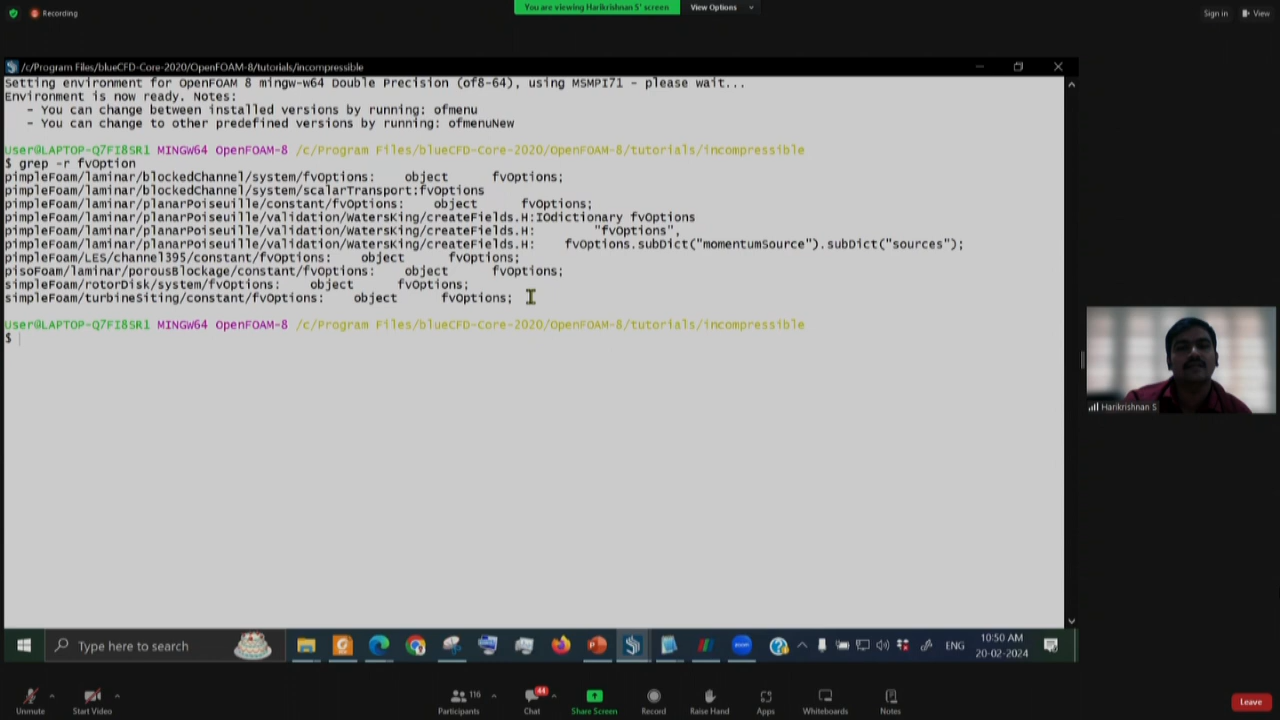 Recording
You are viewing Harikrishnan S' screen
View Options
Sign in
View
/c/Program Files/blueCFD-Core-2020/OpenFOAM-8/tutorials/incompressible
Setting environment for OpenFOAM 8 mingw-w64 Double Precision (of8-64), using MSMPI71 - please wait...
Environment is now ready. Notes:
- You can change between installed versions by running: ofmenu
- You can change to other predefined versions by running: ofmenuNew
User@LAPTOP-Q7FI8SR1 MINGW64 OpenFOAM-8 /c/Program Files/blueCFD-Core-2020/OpenFOAM-8/tutorials/incompressible
$ grep -r fvOption
pimpleFoam/laminar/blockedChannel/system/fvOptions:    object      fvOptions;
pimpleFoam/laminar/blockedChannel/system/scalarTransport:fvOptions
pimpleFoam/laminar/planarPoiseuille/constant/fvOptions:    object      fvOptions;
pimpleFoam/laminar/planarPoiseuille/validation/WatersKing/createFields.H:IOdictionary fvOptions
pimpleFoam/laminar/planarPoiseuille/validation/WatersKing/createFields.H:        "fvOptions",
pimpleFoam/laminar/planarPoiseuille/validation/WatersKing/createFields.H:    fvOptions.subDict("momentumSource").subDict("sources");
pimpleFoam/LES/channel395/constant/fvOptions:    object      fvOptions;
pisoFoam/laminar/porousBlockage/constant/fvOptions:    object      fvOptions;
simpleFoam/rotorDisk/system/fvOptions:    object      fvOptions;
simpleFoam/turbineSiting/constant/fvOptions:    object      fvOptions;
User@LAPTOP-Q7FI8SR1 MINGW64 OpenFOAM-8 /c/Program Files/blueCFD-Core-2020/OpenFOAM-8/tutorials/incompressible
$
Harikrishnan S
Type here to search
zoom
ENG
10:50 AM
20-02-2024
116
44
Unmute
Start Video
Participants
Chat
Share Screen
Record
Raise Hand
Apps
Whiteboards
Notes
Leave